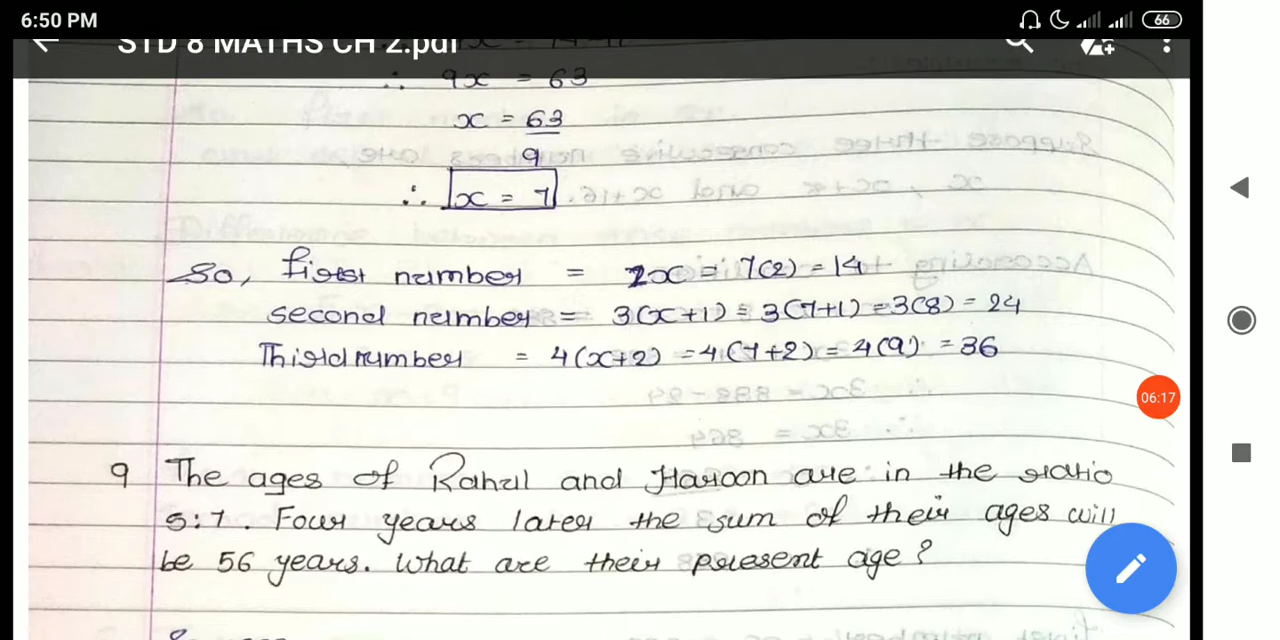 6:50 PM
66
STD 8 MATHS CH 2.pdf
∴ 9x = 63
x = 63
9
∴ x = 7
So, first number = 2x = 7(2) = 14
second number = 3(x+1) = 3(7+1) = 3(8) = 24
Third number = 4(x+2) = 4(7+2) = 4(9) = 36
06:17
9 The ages of Rahul and Haroon are in the ratio
5:7. Four years later the sum of their ages will
be 56 years. What are their present age?